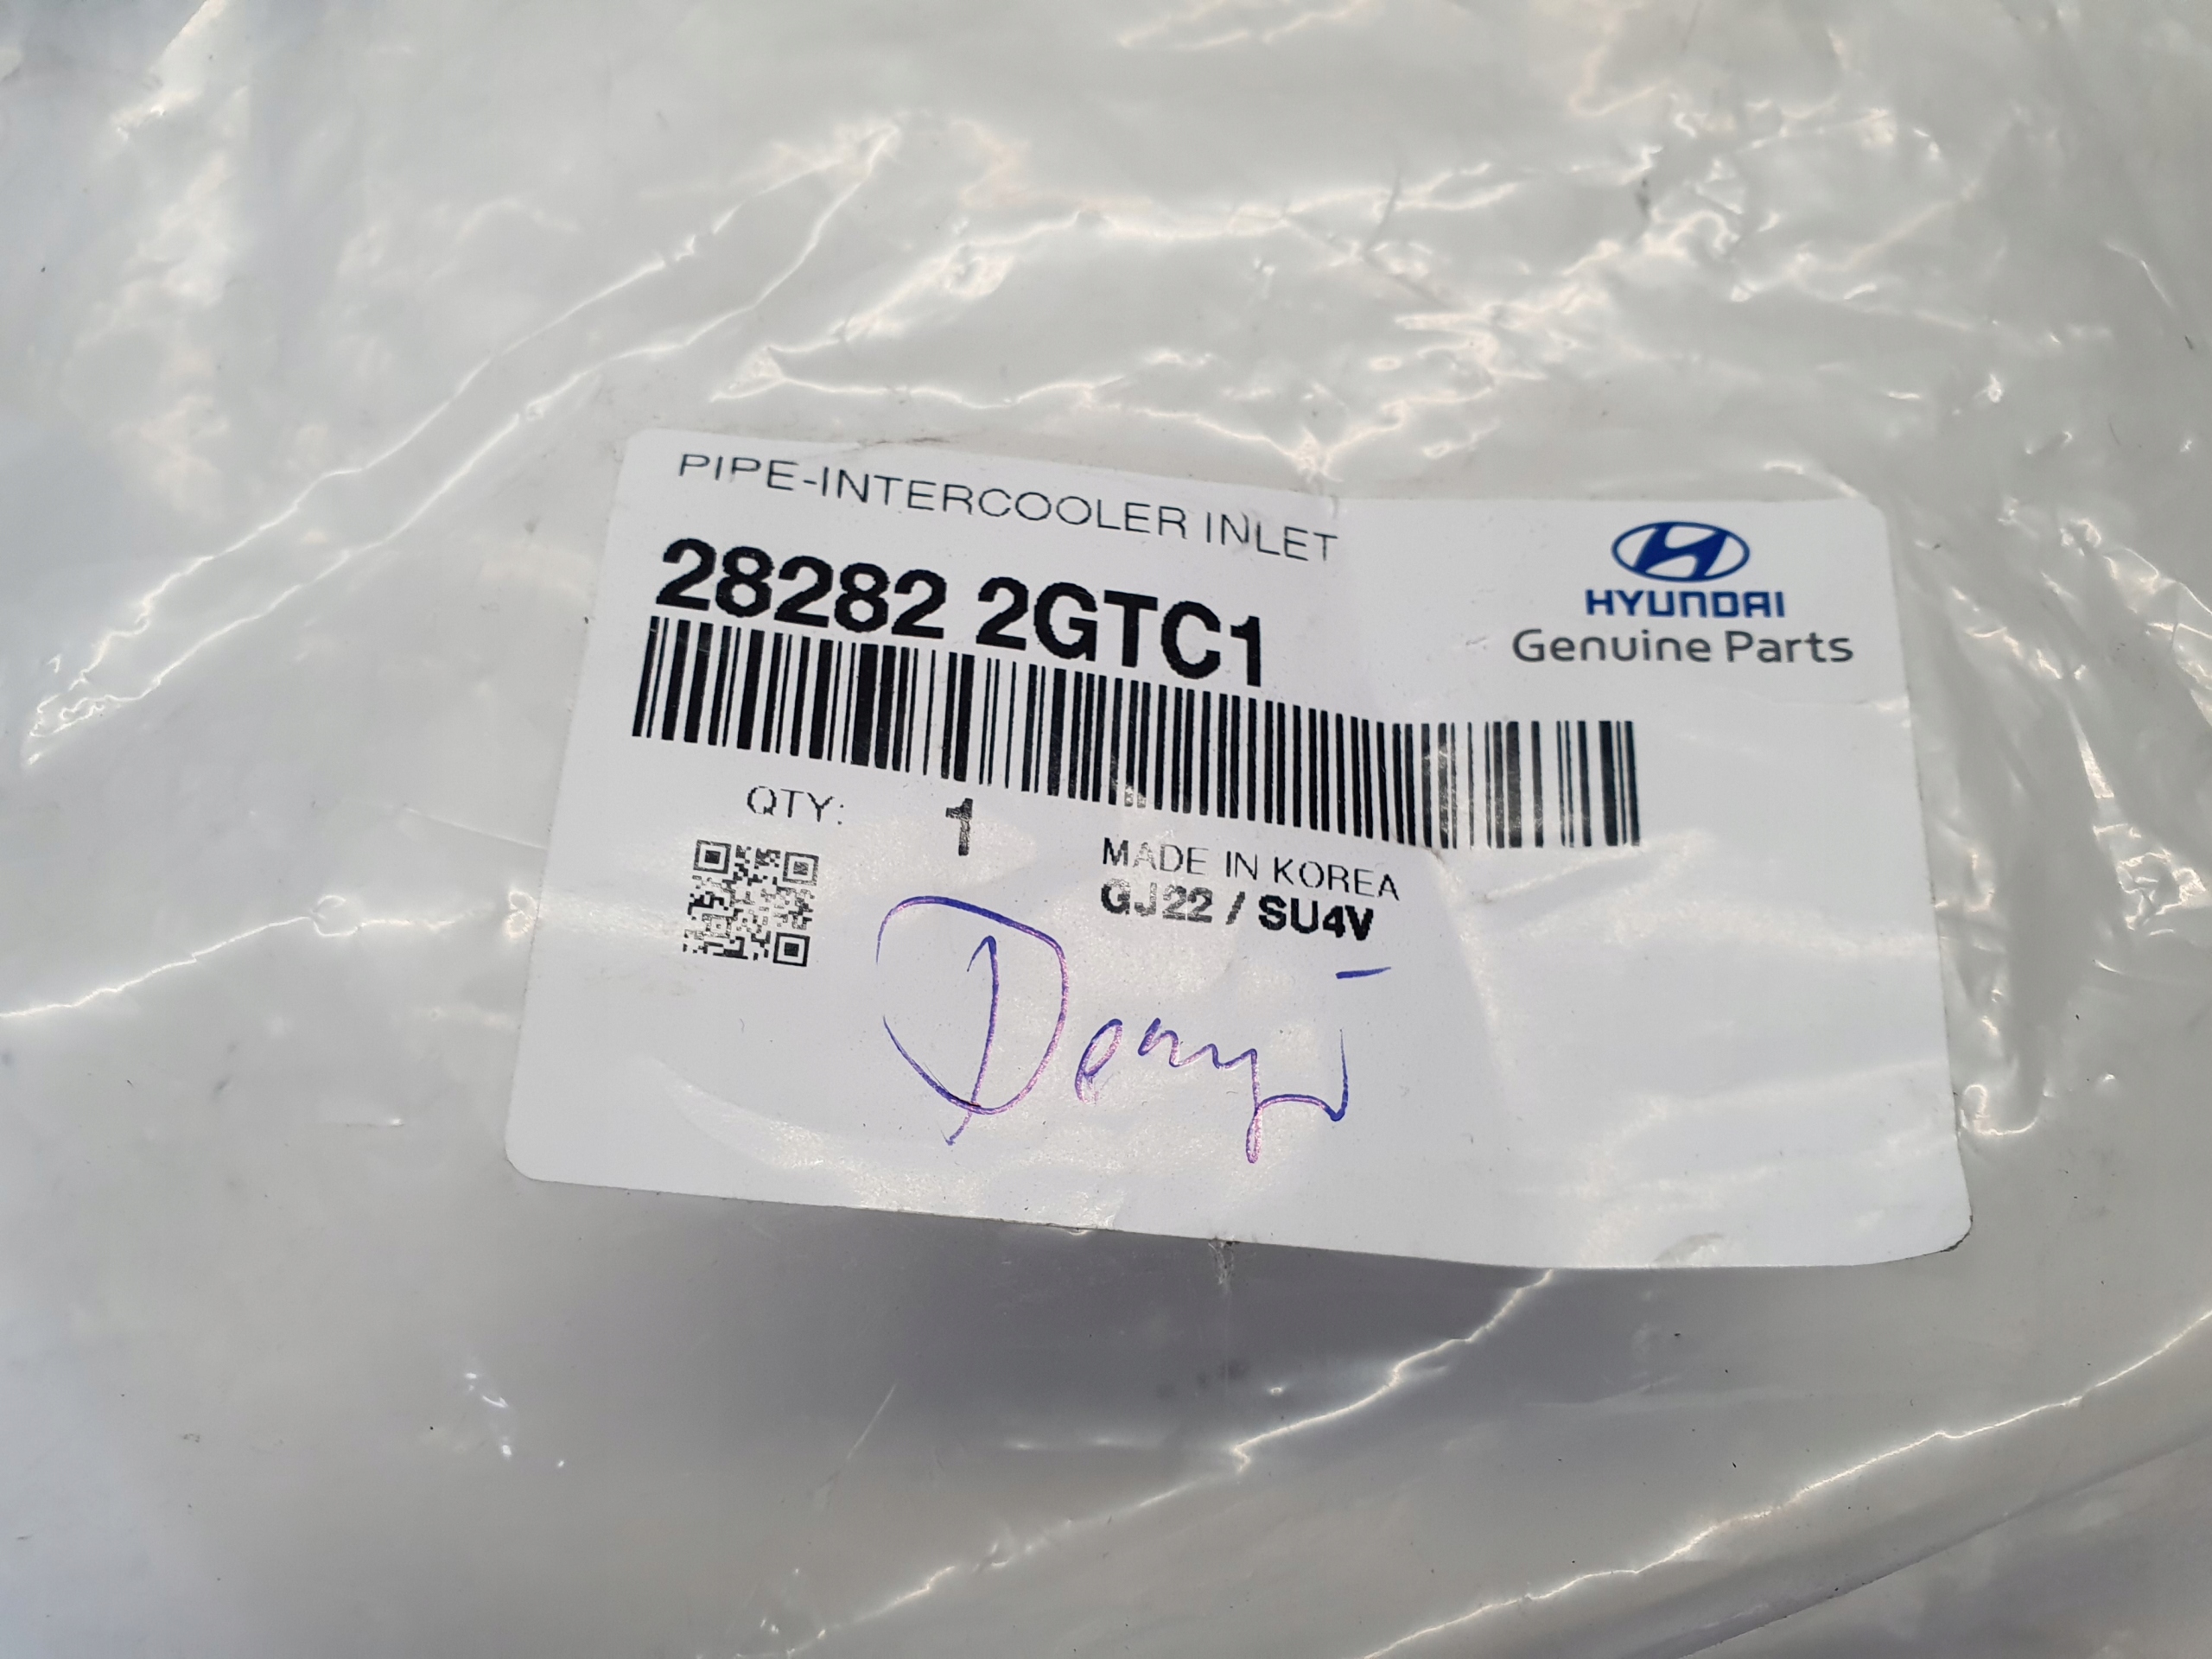 PIPE-INTERCOOLER INLET
28282 2GTC1
HYUNDAI
Genuine Parts
QTY: 1
MADE IN KOREA
GJ22 / SU4V